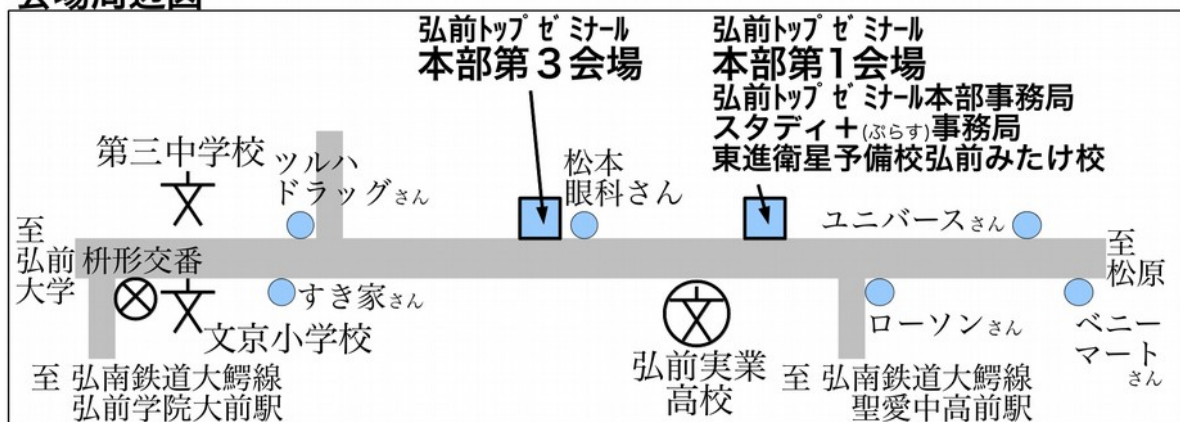 会場周辺図
弘前ﾄｯﾌﾟ ｾﾞ ﾐﾅｰﾙ
本部第３会場
弘前ﾄｯﾌﾟ ｾﾞ ﾐﾅｰﾙ
本部第1会場
弘前ﾄｯﾌﾟ ｾﾞ ﾐﾅｰﾙ本部事務局
スタディ＋(ぷらす)事務局
東進衛星予備校弘前みたけ校
第三中学校
ツルハ
ドラッグさん
松本
眼科さん
ユニバースさん
至
弘前
大学
枡形交番
至
松原
すき家さん
文京小学校
弘前実業
高校
ローソンさん
ベニー
マート
さん
至 弘南鉄道大鰐線
弘前学院大前駅
至 弘南鉄道大鰐線
聖愛中高前駅